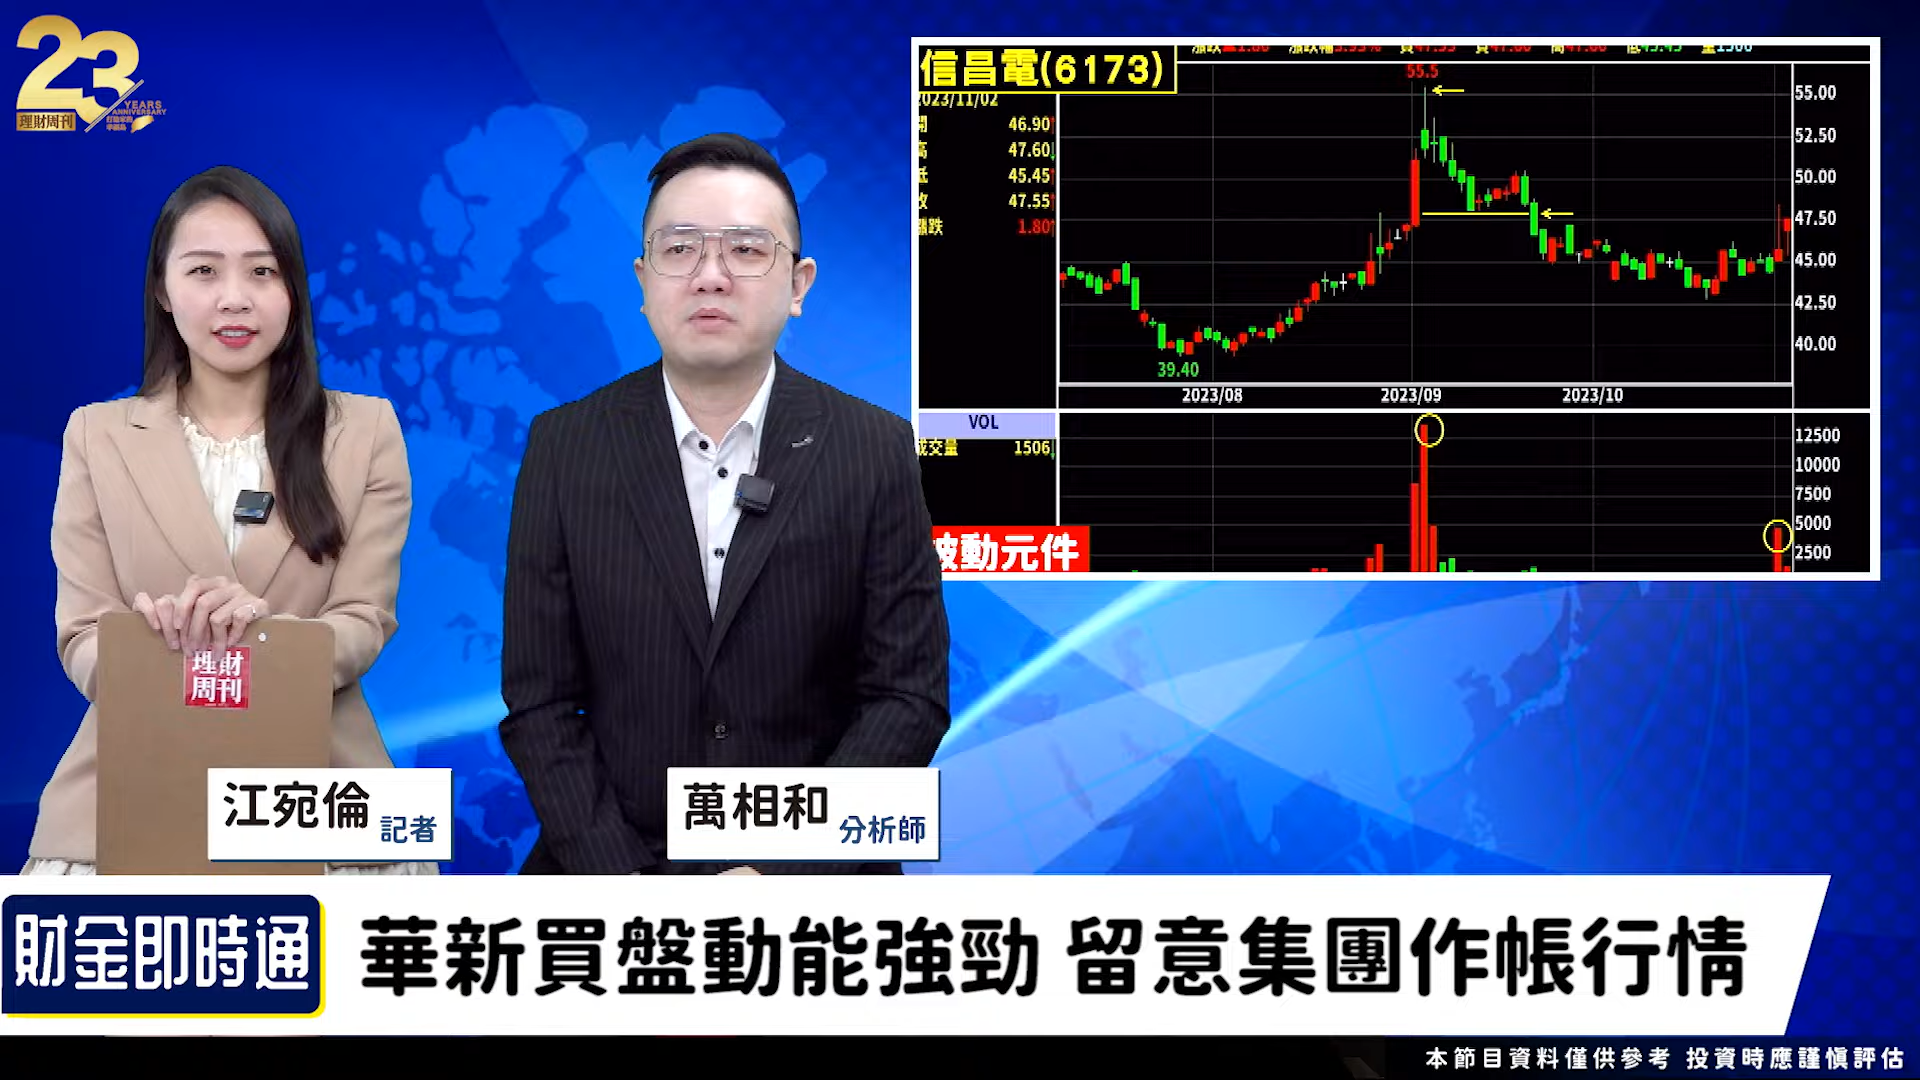 23
YEARS
ANNIVERSARY
理財周刊
信昌電(6173)
2023/11/02
46.90
47.60
45.45
47.55
漲跌 1.80
55.5
55.00
52.50
50.00
47.50
45.00
42.50
40.00
39.40
2023/08
2023/09
2023/10
VOL
成交量 1506
12500
10000
7500
5000
2500
被動元件
理財
周刊
江宛倫 記者
萬相和 分析師
財金即時通
華新買盤動能強勁 留意集團作帳行情
本節目資料僅供參考 投資時應謹慎評估